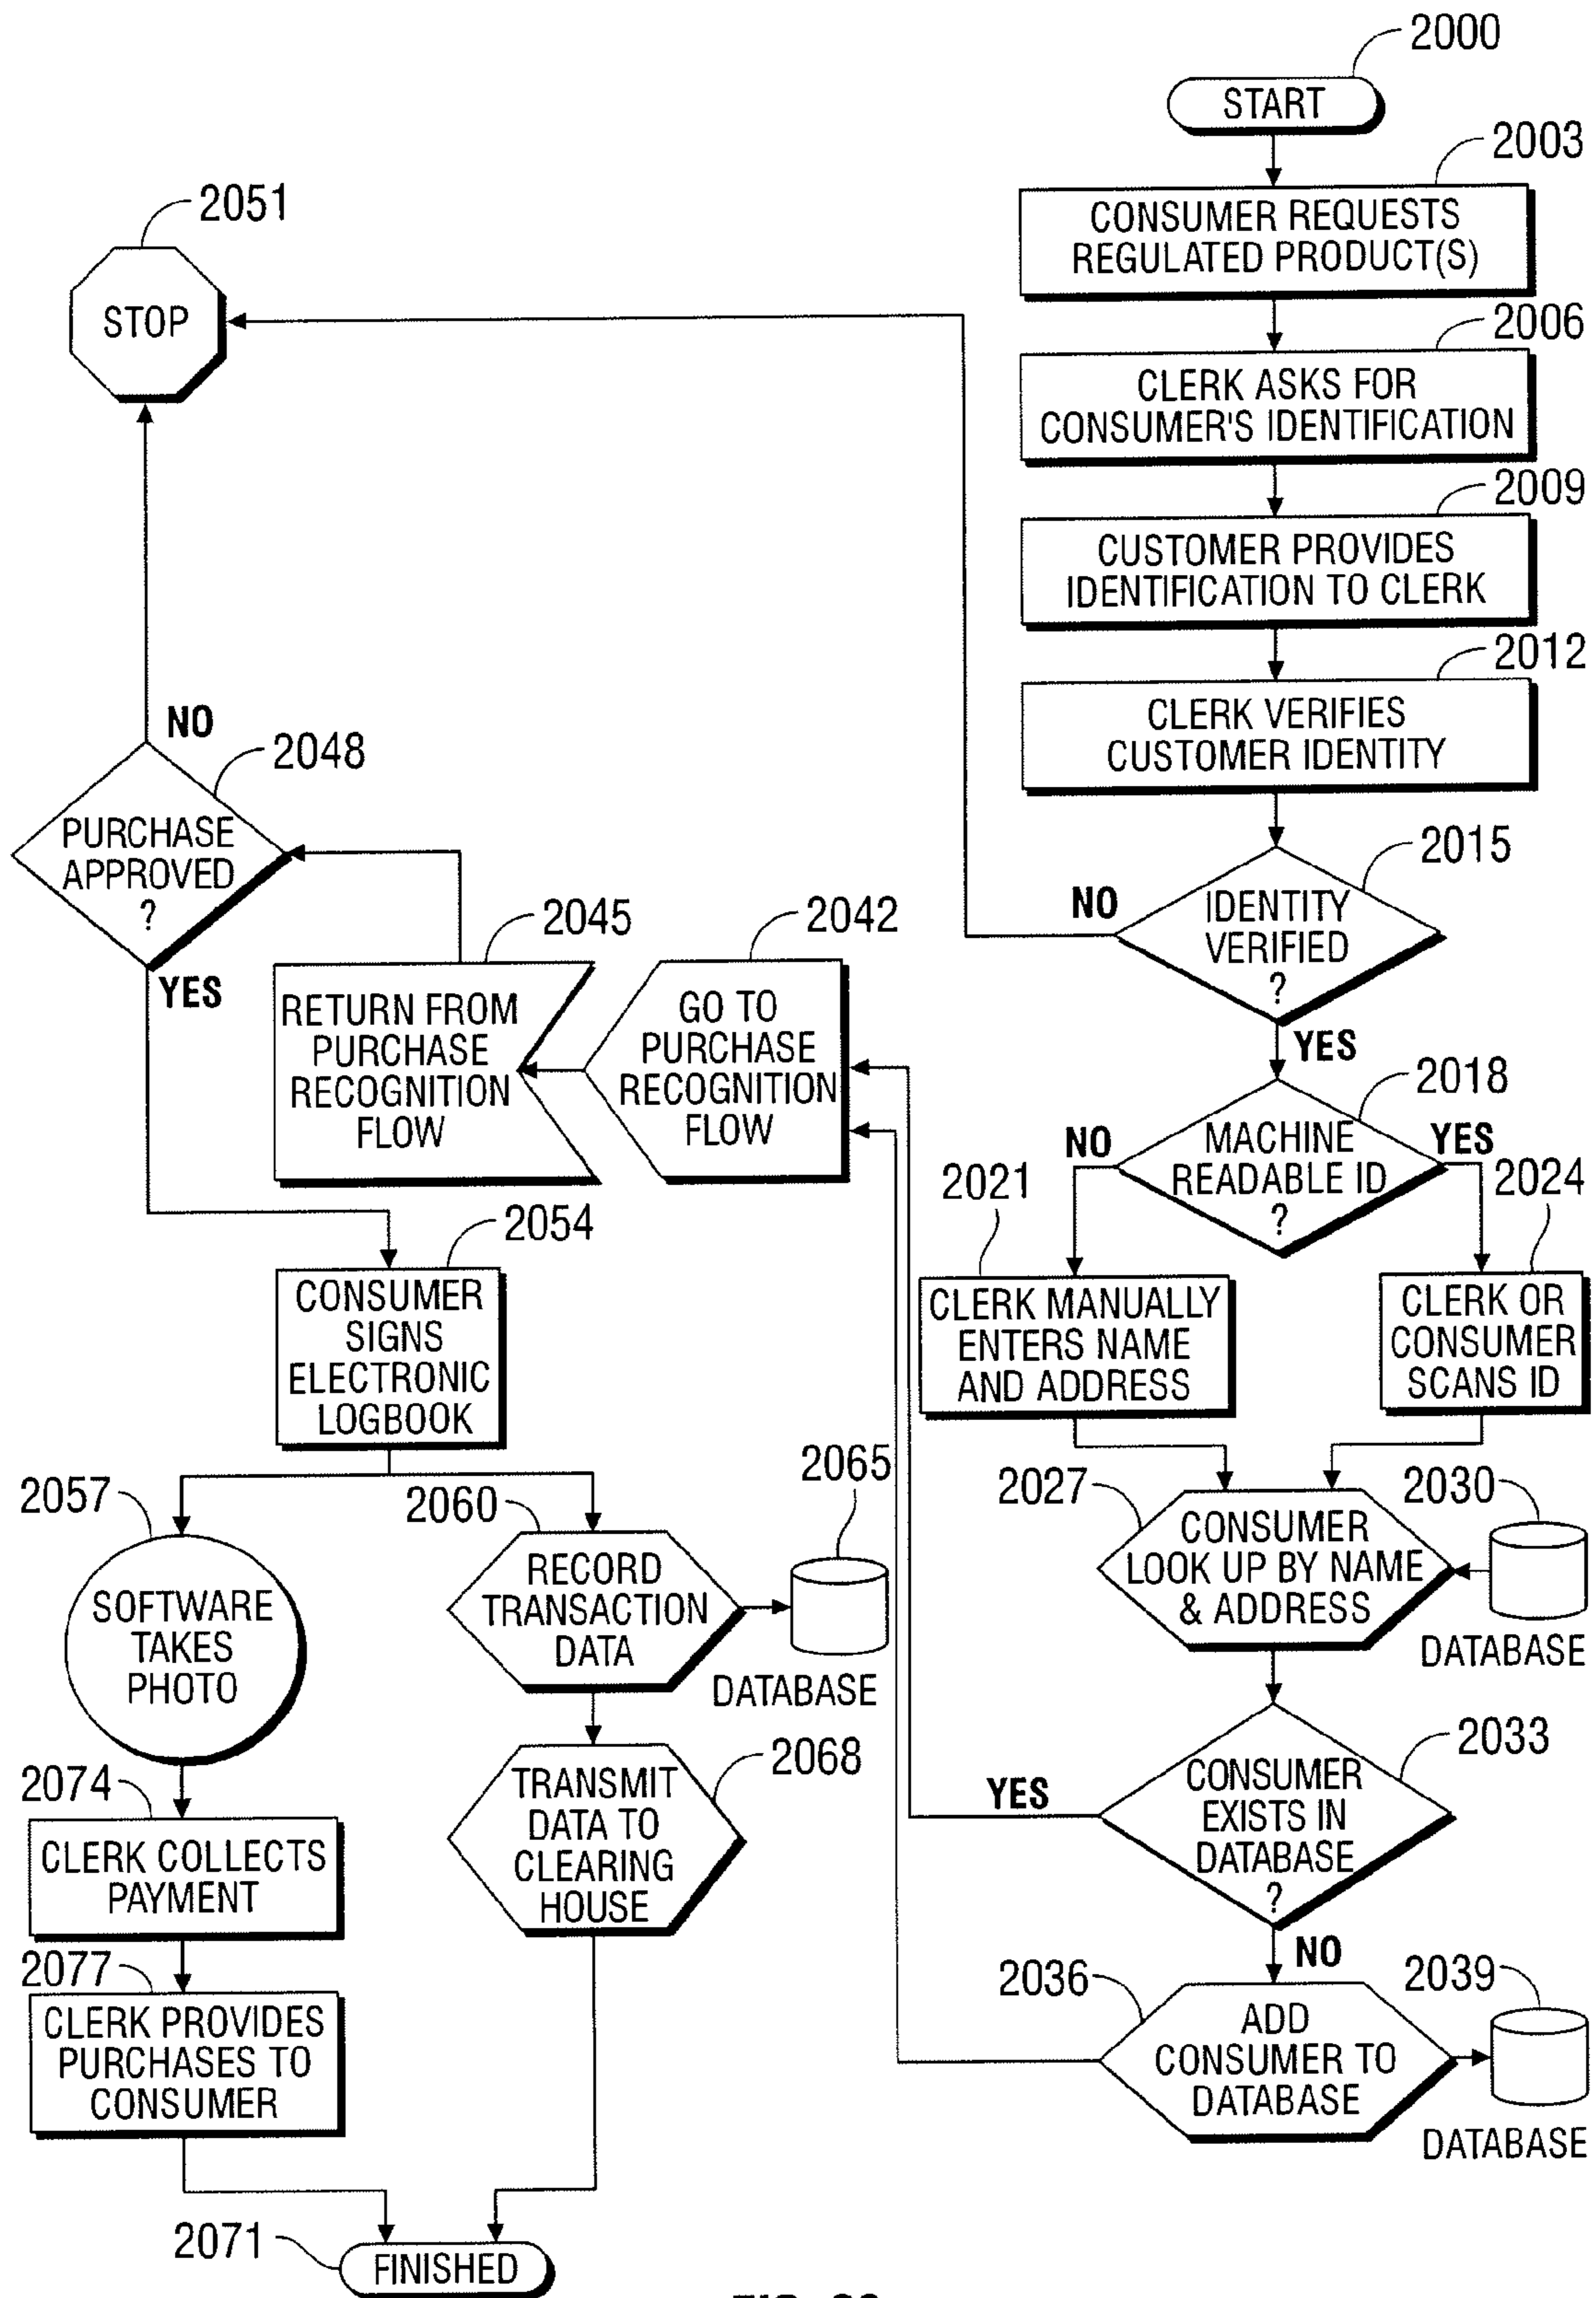 2000
START
2003
CONSUMER REQUESTS
REGULATED PRODUCT(S)
2006
CLERK ASKS FOR
CONSUMER'S IDENTIFICATION
2009
CUSTOMER PROVIDES
IDENTIFICATION TO CLERK
2012
CLERK VERIFIES
CUSTOMER IDENTITY
2015
IDENTITY
VERIFIED
?
NO
YES
2018
MACHINE
READABLE ID
?
NO
YES
2021
CLERK MANUALLY
ENTERS NAME
AND ADDRESS
2024
CLERK OR
CONSUMER
SCANS ID
2027
CONSUMER
LOOK UP BY NAME
& ADDRESS
2030
DATABASE
2033
CONSUMER
EXISTS IN
DATABASE
?
YES
NO
2036
ADD
CONSUMER TO
DATABASE
2039
DATABASE
2042
GO TO
PURCHASE
RECOGNITION
FLOW
2045
RETURN FROM
PURCHASE
RECOGNITION
FLOW
2048
PURCHASE
APPROVED
?
NO
YES
2051
STOP
2054
CONSUMER
SIGNS
ELECTRONIC
LOGBOOK
2057
SOFTWARE
TAKES
PHOTO
2060
RECORD
TRANSACTION
DATA
2065
DATABASE
2068
TRANSMIT
DATA TO
CLEARING
HOUSE
2074
CLERK COLLECTS
PAYMENT
2077
CLERK PROVIDES
PURCHASES TO
CONSUMER
2071
FINISHED